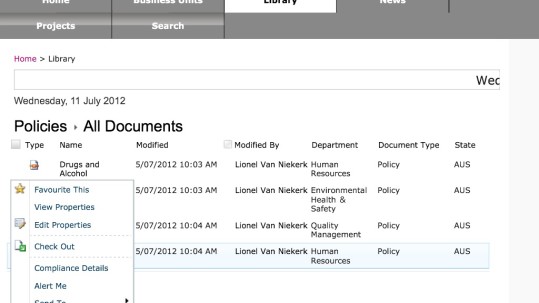 Home Business Units Library News
Projects Search
Home > Library
Wed
Wednesday, 11 July 2012
Policies › All Documents
Type Name Modified Modified By Department Document Type State
Drugs and 5/07/2012 10:03 AM Lionel Van Niekerk Human Policy AUS
Alcohol Resources
Favourite This 5/07/2012 10:03 AM Lionel Van Niekerk Environmental Policy AUS
Health &
View Properties Safety
Edit Properties 5/07/2012 10:04 AM Lionel Van Niekerk Quality Policy AUS
Management
Check Out 5/07/2012 10:04 AM Lionel Van Niekerk Human Policy AUS
Resources
Compliance Details
Alert Me
Send To